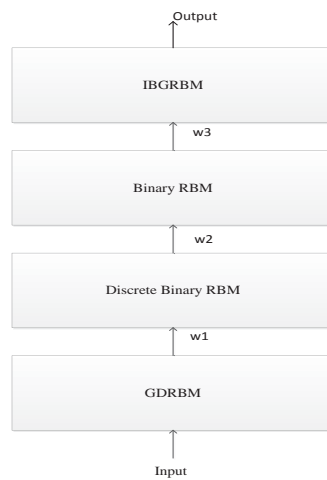 Output
IBGRBM
w3
Binary RBM
w2
Discrete Binary RBM
w1
GDRBM
Input